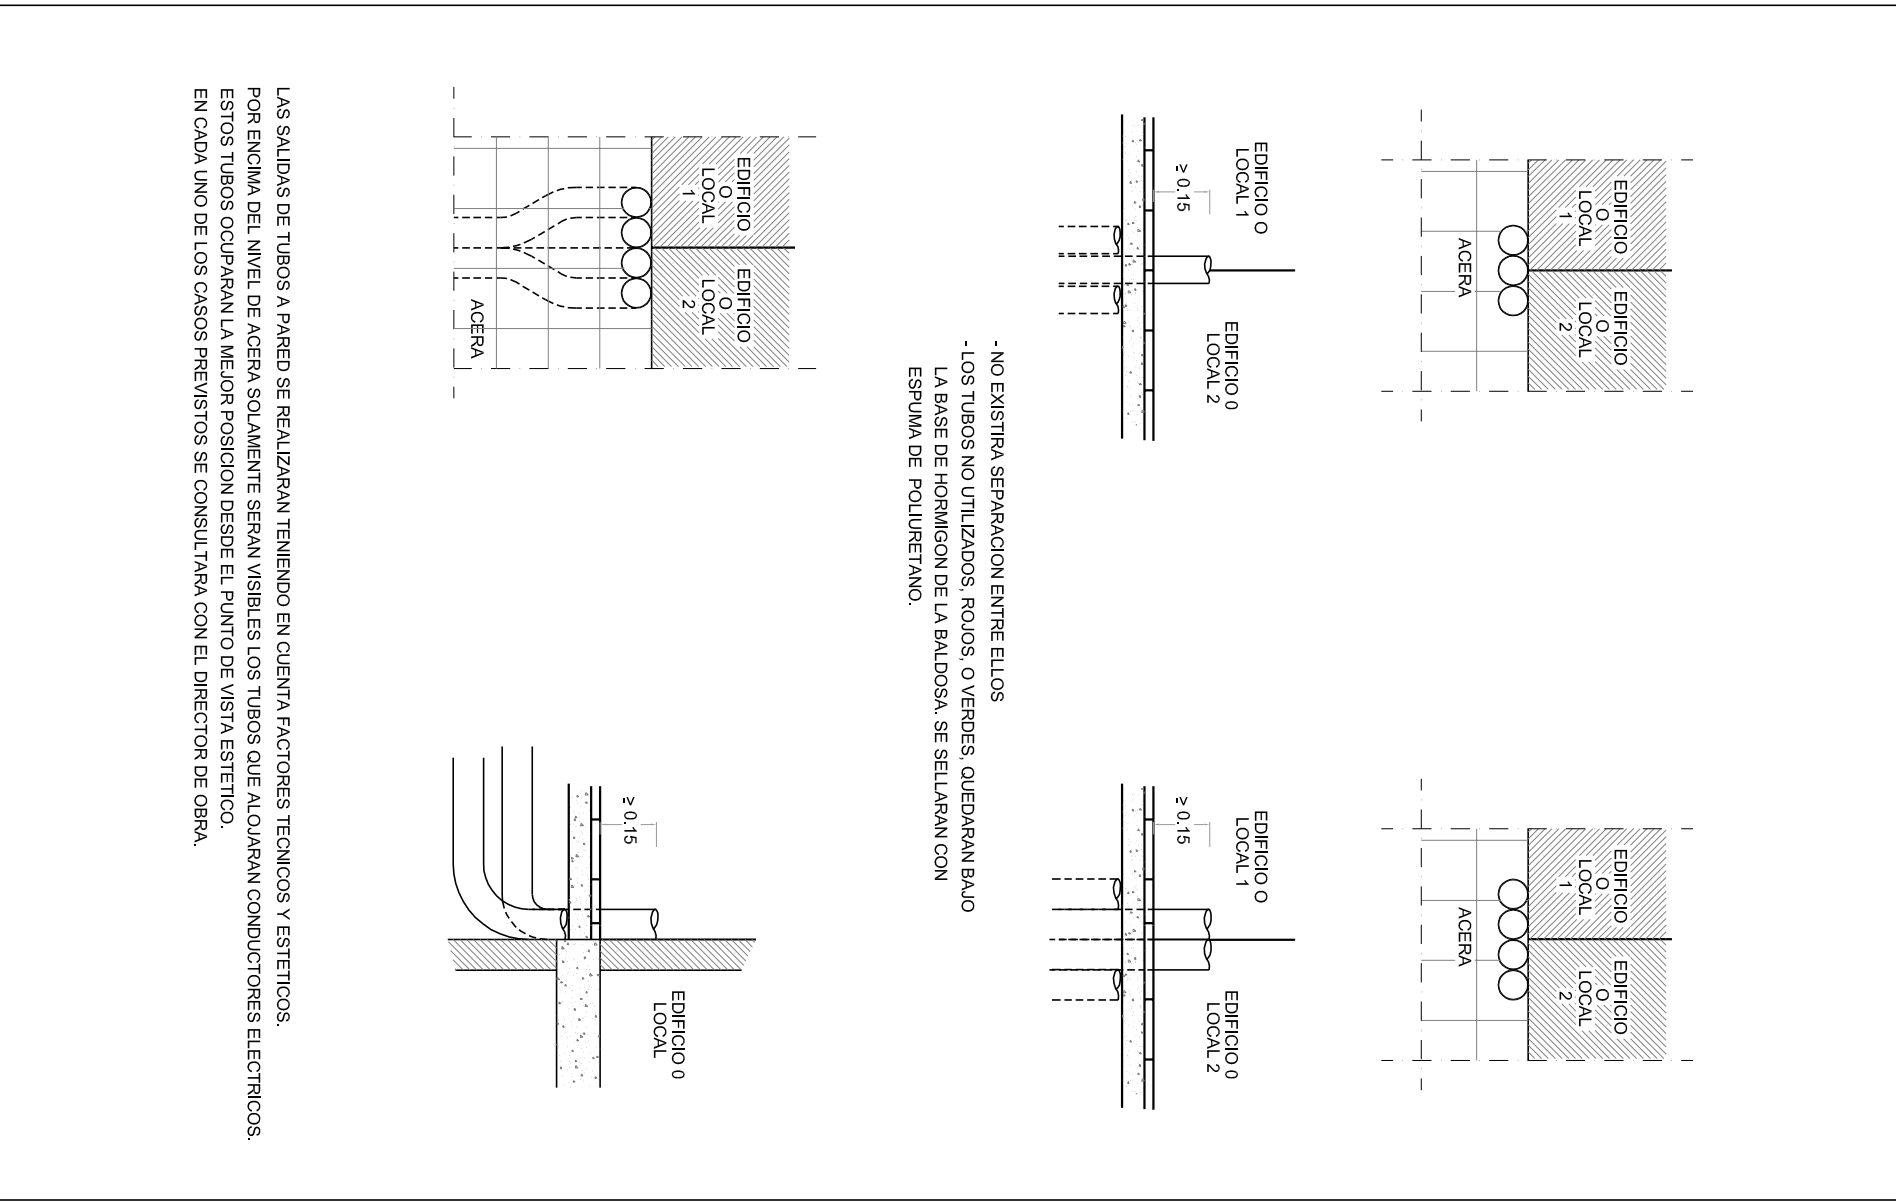 EDIFICIO
O
LOCAL
1
EDIFICIO
O
LOCAL
2
ACERA
EDIFICIO
O
LOCAL
1
EDIFICIO
O
LOCAL
2
ACERA
EDIFICIO O
LOCAL 1
EDIFICIO 0
LOCAL 2
≥ 0.15
EDIFICIO O
LOCAL 1
EDIFICIO 0
LOCAL 2
≥ 0.15
- NO EXISTIRA SEPARACION ENTRE ELLOS
- LOS TUBOS NO UTILIZADOS, ROJOS, O VERDES, QUEDARAN BAJO
LA BASE DE HORMIGON DE LA BALDOSA. SE SELLARAN CON
ESPUMA DE POLIURETANO.
EDIFICIO
O
LOCAL
1
EDIFICIO
O
LOCAL
2
ACERA
≥ 0.15
EDIFICIO 0
LOCAL
LAS SALIDAS DE TUBOS A PARED SE REALIZARAN TENIENDO EN CUENTA FACTORES TECNICOS Y ESTETICOS.
POR ENCIMA DEL NIVEL DE ACERA SOLAMENTE SERAN VISIBLES LOS TUBOS QUE ALOJARAN CONDUCTORES ELECTRICOS.
ESTOS TUBOS OCUPARAN LA MEJOR POSICION DESDE EL PUNTO DE VISTA ESTETICO.
EN CADA UNO DE LOS CASOS PREVISTOS SE CONSULTARA CON EL DIRECTOR DE OBRA.